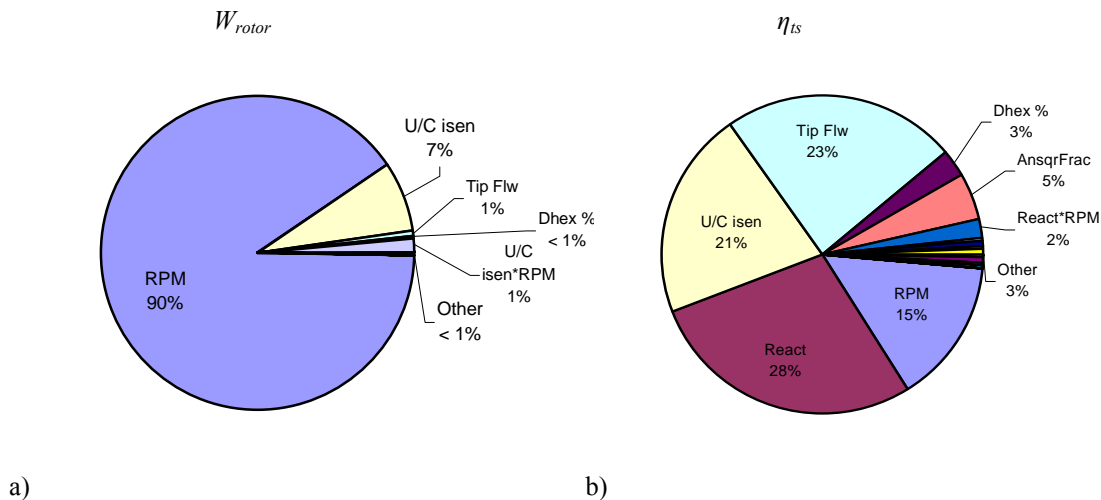 W_rotor
η_ts
U/C isen
7%
Tip Flw
1%
Dhex %
< 1%
U/C
isen*RPM
1%
Other
< 1%
RPM
90%
Tip Flw
23%
Dhex %
3%
AnsqrFrac
5%
React*RPM
2%
Other
3%
RPM
15%
React
28%
U/C isen
21%
a)
b)